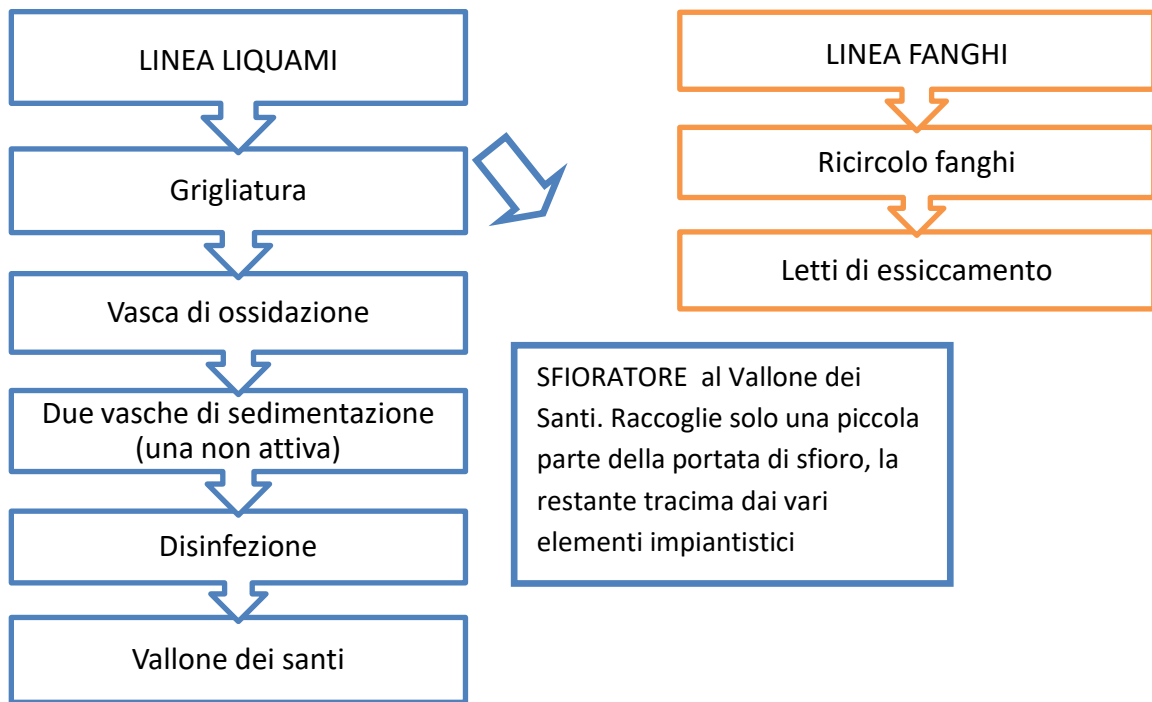 LINEA LIQUAMI
Grigliatura
Vasca di ossidazione
Due vasche di sedimentazione
(una non attiva)
Disinfezione
Vallone dei santi
LINEA FANGHI
Ricircolo fanghi
Letti di essiccamento
SFIORATORE al Vallone dei
Santi. Raccoglie solo una piccola
parte della portata di sfioro, la
restante tracima dai vari
elementi impiantistici